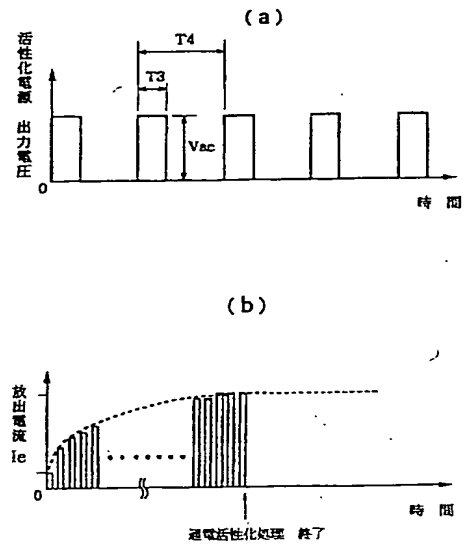 (a)
活性化電源 出力電圧
T4
T3
Vac
0
時間
(b)
放出電流 Ie
0
時間
通電活性化処理 終了